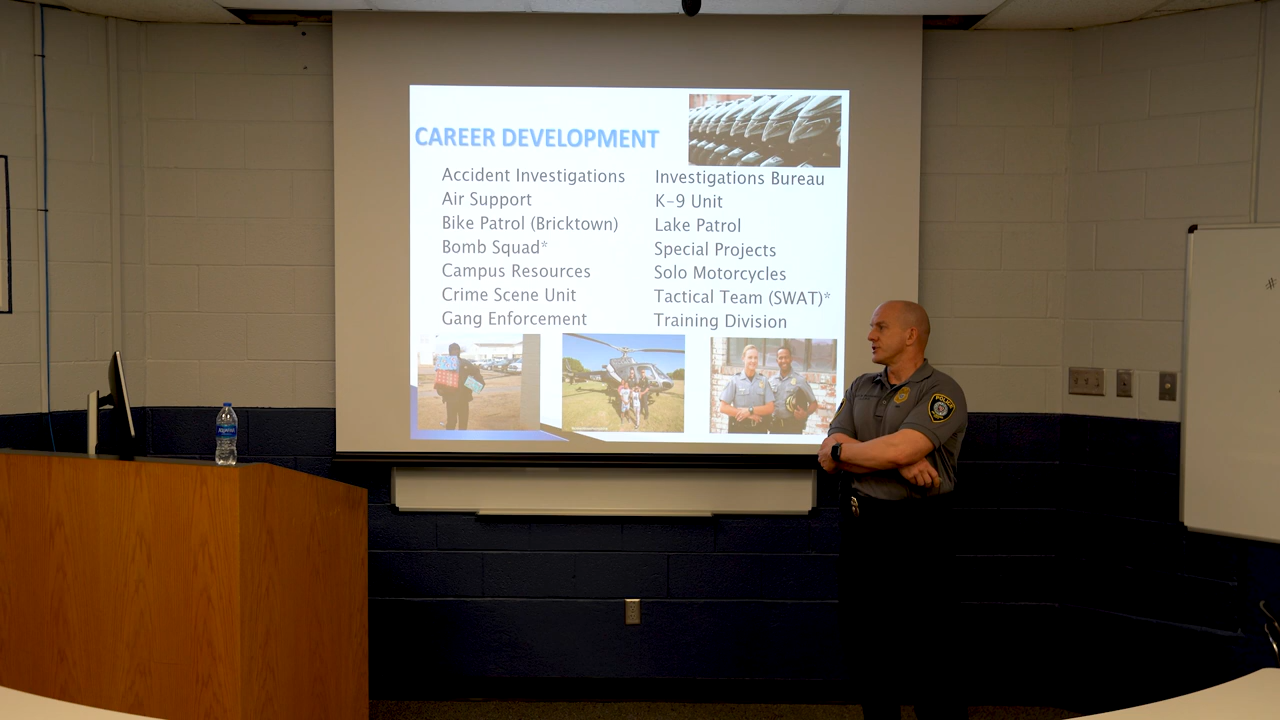 CAREER DEVELOPMENT
Accident Investigations
Air Support
Bike Patrol (Bricktown)
Bomb Squad*
Campus Resources
Crime Scene Unit
Gang Enforcement
Investigations Bureau
K-9 Unit
Lake Patrol
Special Projects
Solo Motorcycles
Tactical Team (SWAT)*
Training Division
POLICE